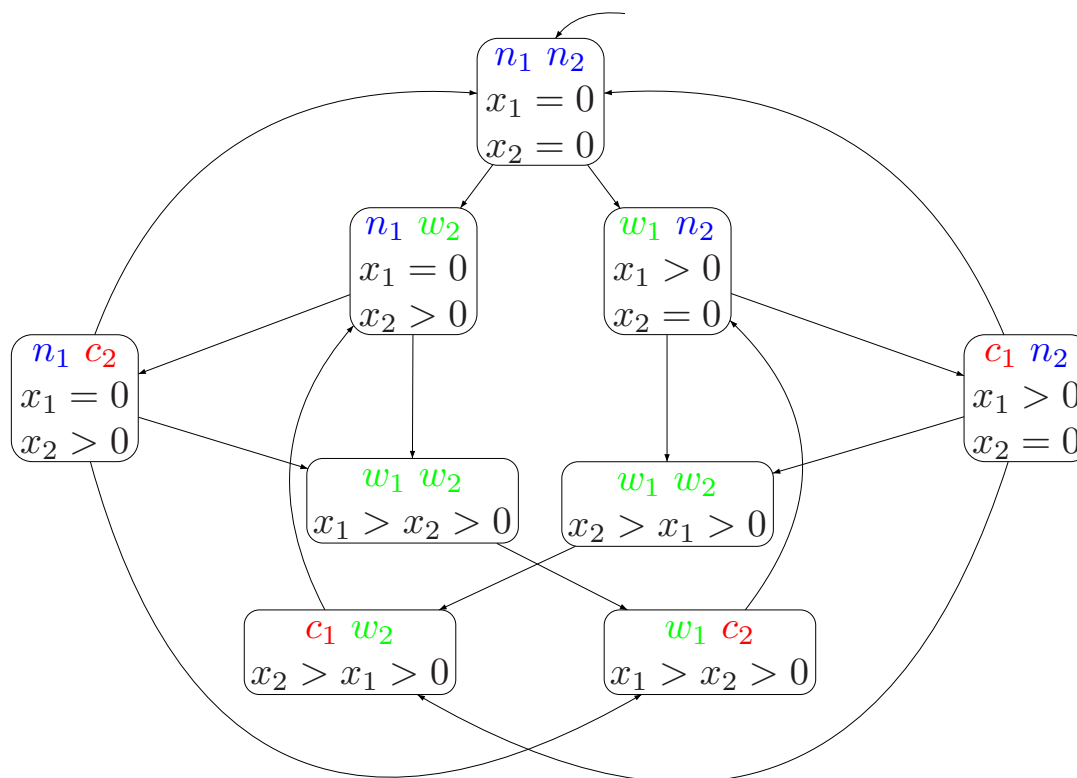 n₁ n₂
x₁ = 0
x₂ = 0
n₁ w₂
x₁ = 0
x₂ > 0
w₁ n₂
x₁ > 0
x₂ = 0
n₁ c₂
x₁ = 0
x₂ > 0
c₁ n₂
x₁ > 0
x₂ = 0
w₁ w₂
x₁ > x₂ > 0
w₁ w₂
x₂ > x₁ > 0
c₁ w₂
x₂ > x₁ > 0
w₁ c₂
x₁ > x₂ > 0